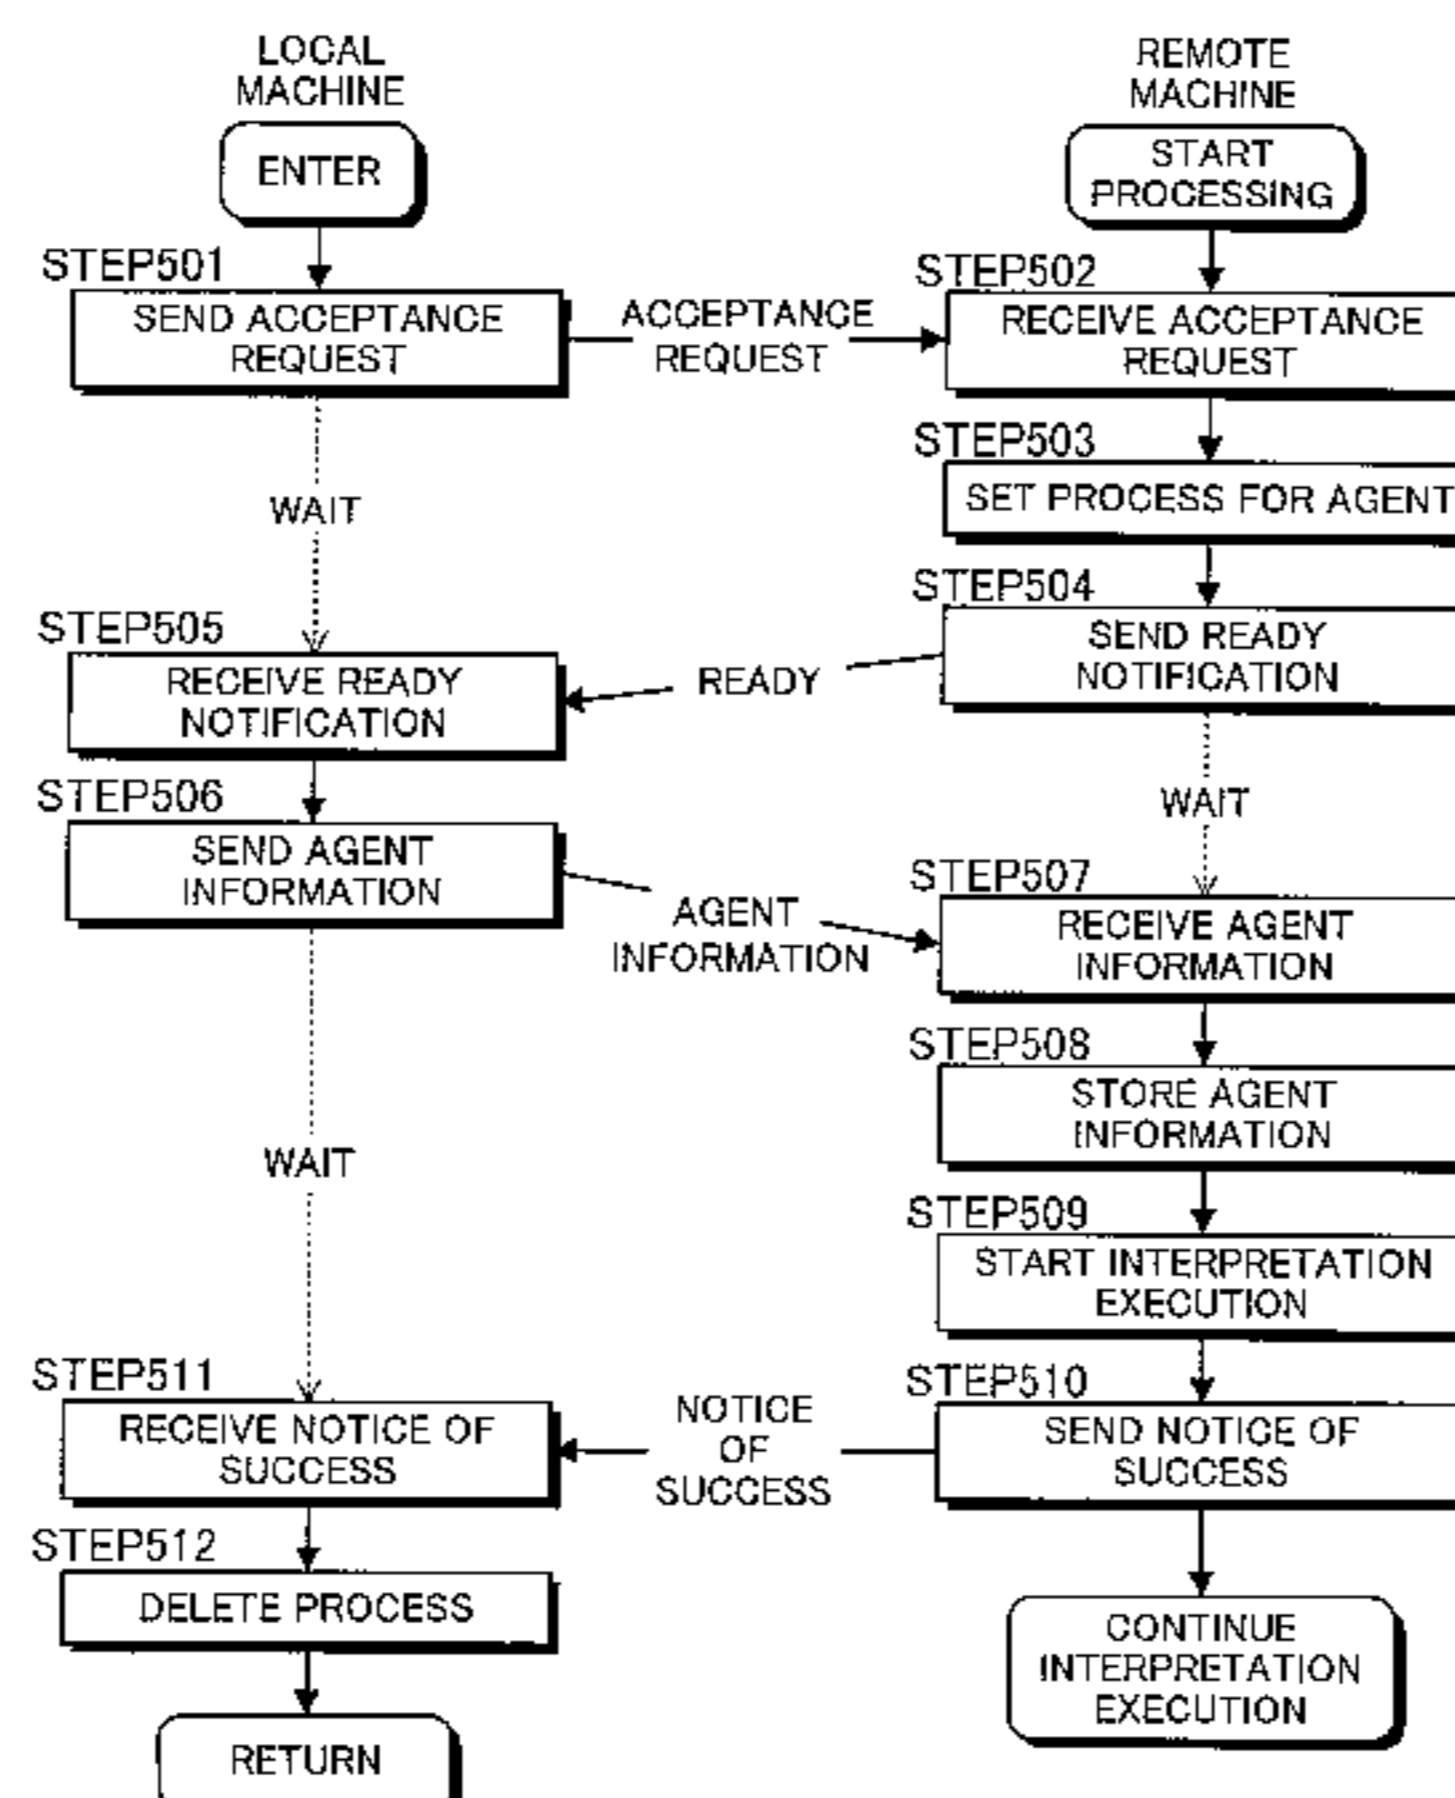 LOCAL
MACHINE
REMOTE
MACHINE
ENTER
START
PROCESSING
STEP501
SEND ACCEPTANCE
REQUEST
ACCEPTANCE
REQUEST
STEP502
RECEIVE ACCEPTANCE
REQUEST
STEP503
SET PROCESS FOR AGENT
WAIT
STEP504
SEND READY
NOTIFICATION
READY
STEP505
RECEIVE READY
NOTIFICATION
STEP506
SEND AGENT
INFORMATION
WAIT
AGENT
INFORMATION
STEP507
RECEIVE AGENT
INFORMATION
STEP508
STORE AGENT
INFORMATION
WAIT
STEP509
START INTERPRETATION
EXECUTION
STEP510
SEND NOTICE OF
SUCCESS
NOTICE
OF
SUCCESS
STEP511
RECEIVE NOTICE OF
SUCCESS
STEP512
DELETE PROCESS
CONTINUE
INTERPRETATION
EXECUTION
RETURN